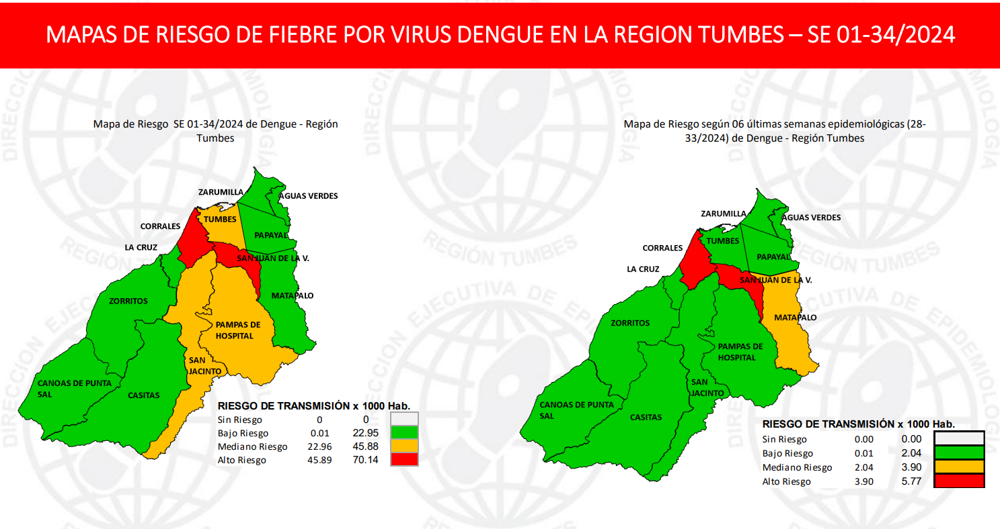 MAPAS DE RIESGO DE FIEBRE POR VIRUS DENGUE EN LA REGION TUMBES – SE 01-34/2024
Mapa de Riesgo SE 01-34/2024 de Dengue - Región
Tumbes
ZARUMILLA
AGUAS VERDES
TUMBES
CORRALES
PAPAYAL
LA CRUZ
SAN JUAN DE LA V.
MATAPALO
ZORRITOS
PAMPAS DE
HOSPITAL
SAN
JACINTO
CANOAS DE PUNTA
SAL
CASITAS
RIESGO DE TRANSMISIÓN x 1000 Hab.
Sin Riesgo 0 0
Bajo Riesgo 0.01 22.95
Mediano Riesgo 22.96 45.88
Alto Riesgo 45.89 70.14
Mapa de Riesgo según 06 últimas semanas epidemiológicas (28-
33/2024) de Dengue - Región Tumbes
ZARUMILLA
AGUAS VERDES
TUMBES
CORRALES
PAPAYAL
LA CRUZ
SAN JUAN DE LA V.
MATAPALO
ZORRITOS
PAMPAS DE
HOSPITAL
SAN
JACINTO
CANOAS DE PUNTA
SAL
CASITAS
RIESGO DE TRANSMISIÓN x 1000 Hab.
Sin Riesgo 0.00 0.00
Bajo Riesgo 0.01 2.04
Mediano Riesgo 2.04 3.90
Alto Riesgo 3.90 5.77